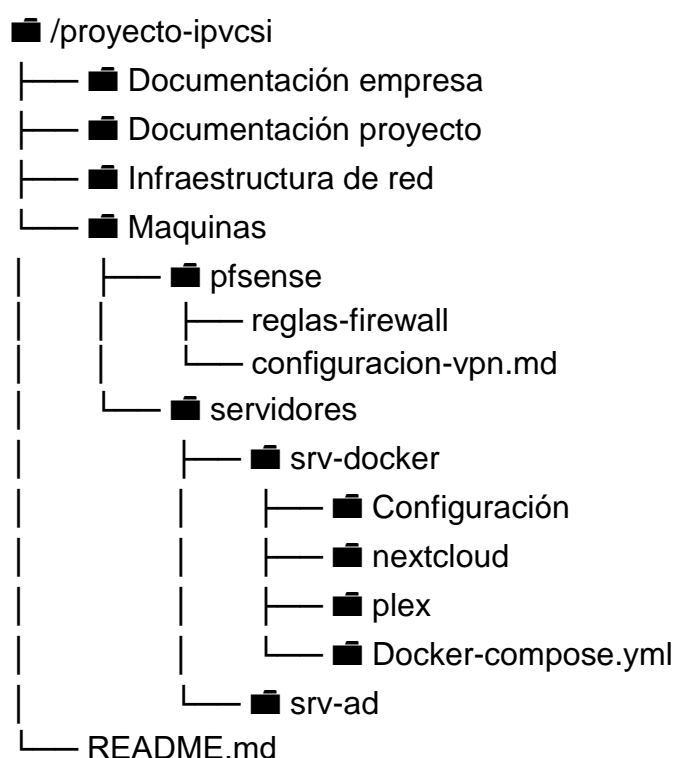 /proyecto-ipvcsi
├── Documentación empresa
├── Documentación proyecto
├── Infraestructura de red
└── Maquinas
│ ├── pfsense
│ │ ├── reglas-firewall
│ │ └── configuracion-vpn.md
│ └── servidores
│ ├── srv-docker
│ │ ├── Configuración
│ │ ├── nextcloud
│ │ ├── plex
│ │ └── Docker-compose.yml
│ └── srv-ad
└── README.md